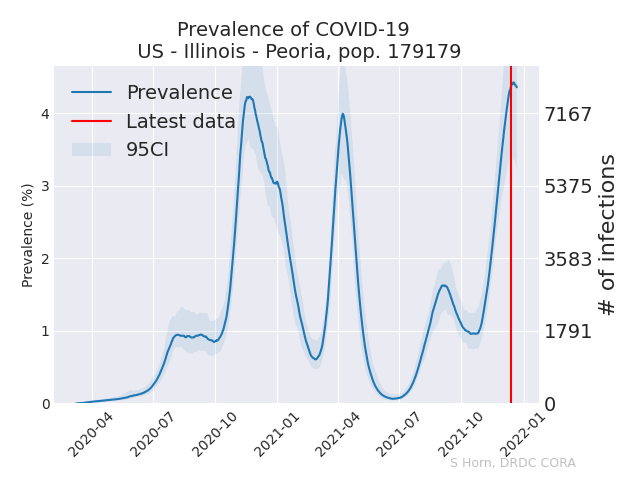 Prevalence of COVID-19
US - Illinois - Peoria, pop. 179179
Prevalence
Latest data
95CI
Prevalence (%)
4
3
2
1
0
7167
5375
3583
1791
0
# of infections
2020-04
2020-07
2020-10
2021-01
2021-04
2021-07
2021-10
2022-01
S Horn, DRDC CORA